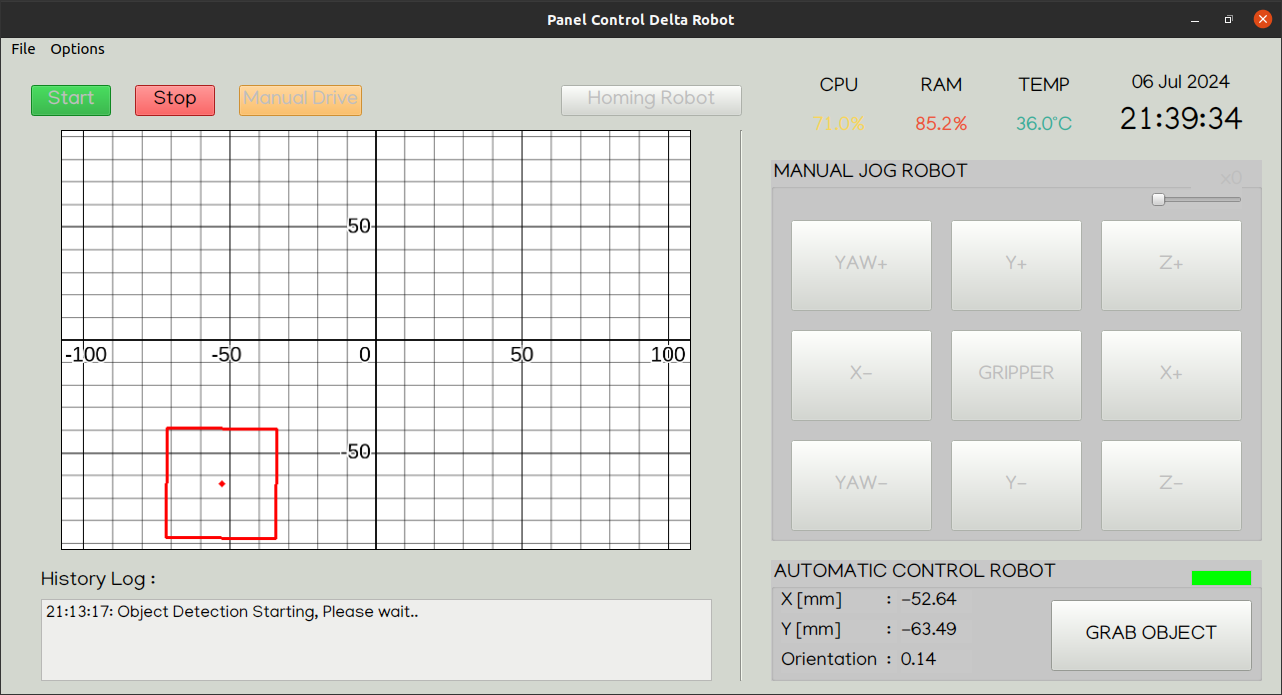 Panel Control Delta Robot
File Options
Start Stop Manual Drive Homing Robot
CPU RAM TEMP 06 Jul 2024
71.0% 85.2% 36.0°C 21:39:34
MANUAL JOG ROBOT
x0
YAW+ Y+ Z+
X- GRIPPER X+
YAW- Y- Z-
50
-100 -50 0 50 100
-50
History Log :
21:13:17: Object Detection Starting, Please wait..
AUTOMATIC CONTROL ROBOT
X [mm] : -52.64
Y [mm] : -63.49
Orientation : 0.14
GRAB OBJECT